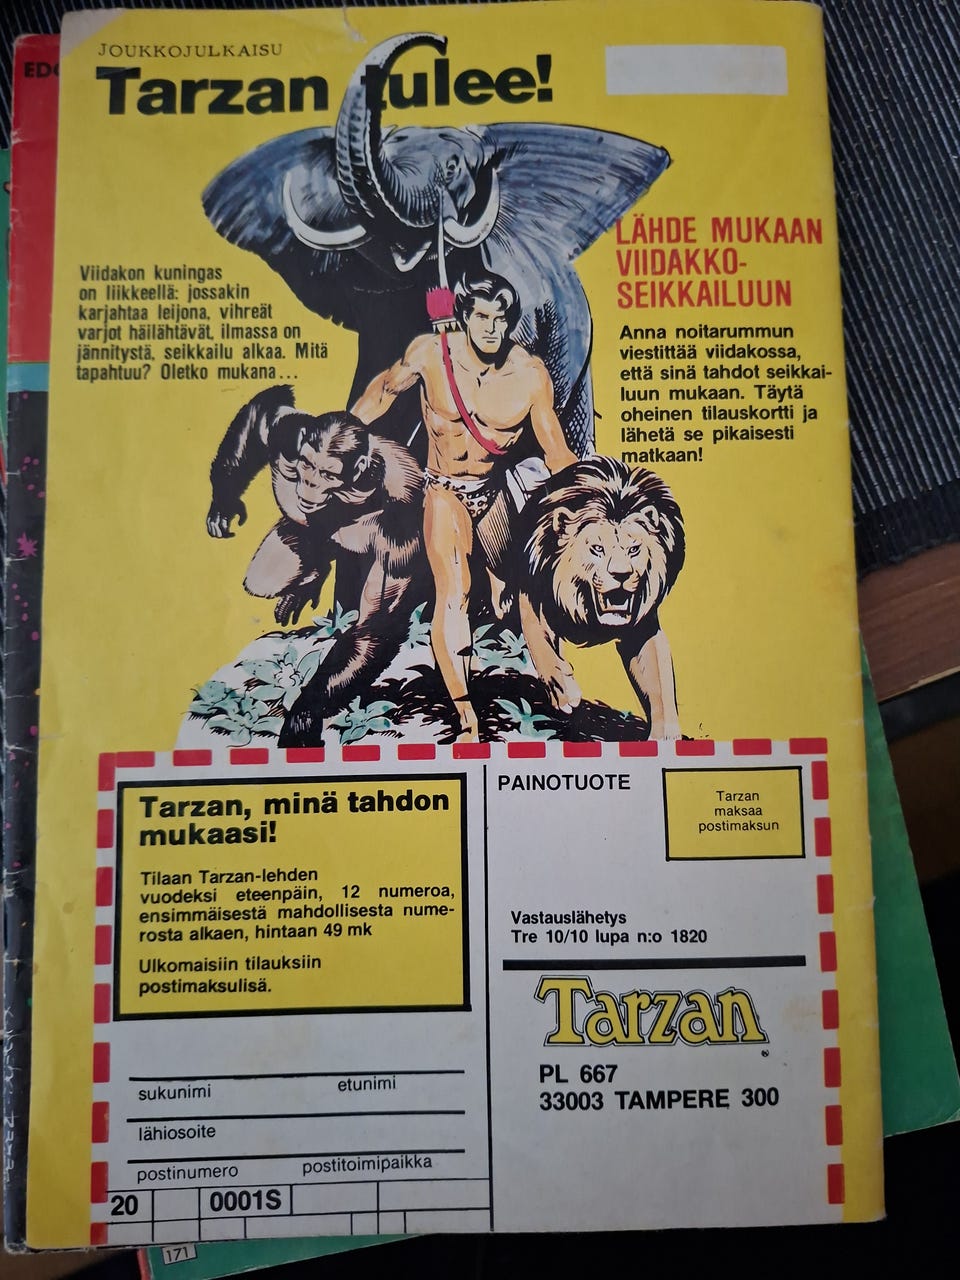 JOUKKOJULKAISU
Tarzan tulee!
Viidakon kuningas
on liikkeellä: jossakin
karjahtaa leijona, vihreät
varjot häilähtävät, ilmassa on
jännitystä, seikkailu alkaa. Mitä
tapahtuu? Oletko mukana...
LÄHDE MUKAAN
VIIDAKKO-
SEIKKAILUUN
Anna noitarummun
viestittää viidakossa,
että sinä tahdot seikkai-
luun mukaan. Täytä
oheinen tilauskortti ja
lähetä se pikaisesti
matkaan!
Tarzan, minä tahdon
mukaasi!
Tilaan Tarzan-lehden
vuodeksi eteenpäin, 12 numeroa,
ensimmäisestä mahdollisesta nume-
rosta alkaen, hintaan 49 mk
Ulkomaisiin tilauksiin
postimaksulisä.
sukunimi etunimi
lähiosoite
postinumero postitoimipaikka
20 0001S
PAINOTUOTE
Tarzan
maksaa
postimaksun
Vastauslähetys
Tre 10/10 lupa n:o 1820
Tarzan
PL 667
33003 TAMPERE 300
171